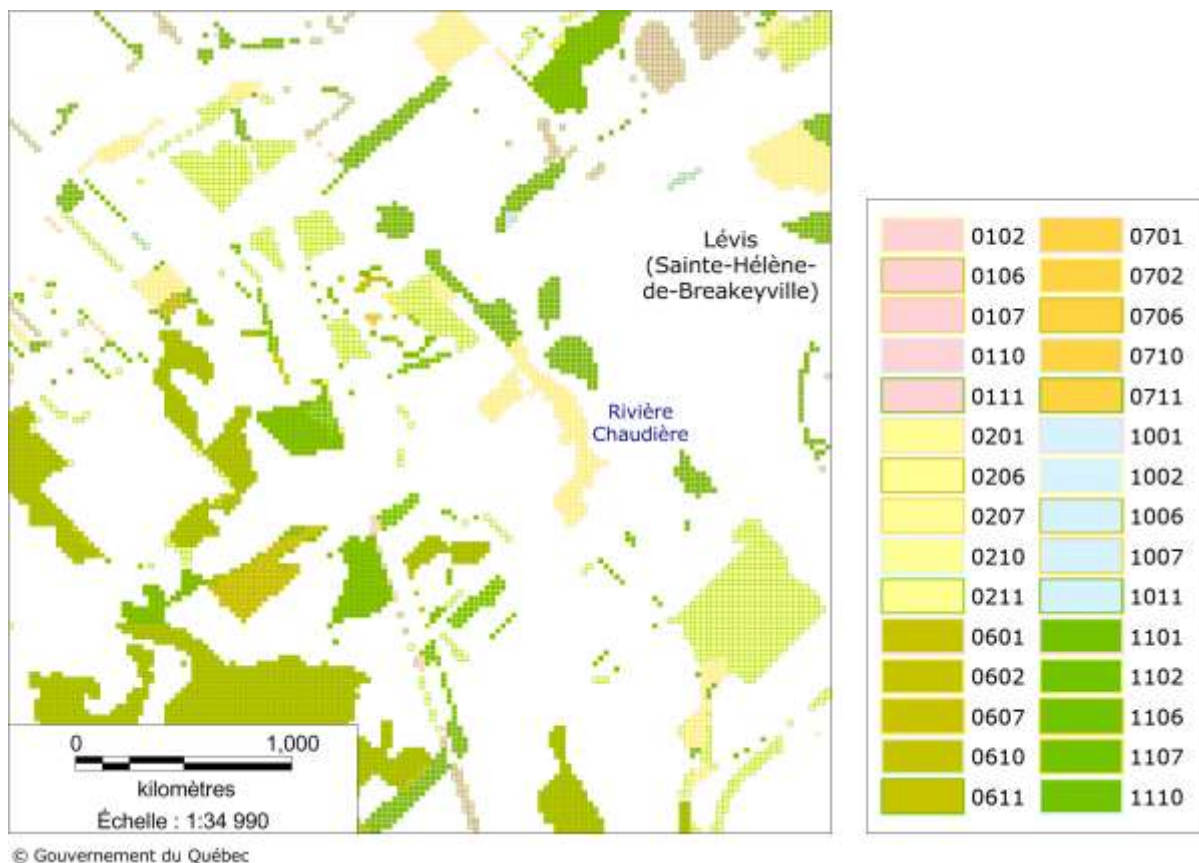 Lévis
(Sainte-Hélène-
de-Breakeyville)
Rivière
Chaudière
0 1,000
kilomètres
Échelle : 1:34 990
© Gouvernement du Québec
0102 0701
0106 0702
0107 0706
0110 0710
0111 0711
0201 1001
0206 1002
0207 1006
0210 1007
0211 1011
0601 1101
0602 1102
0607 1106
0610 1107
0611 1110